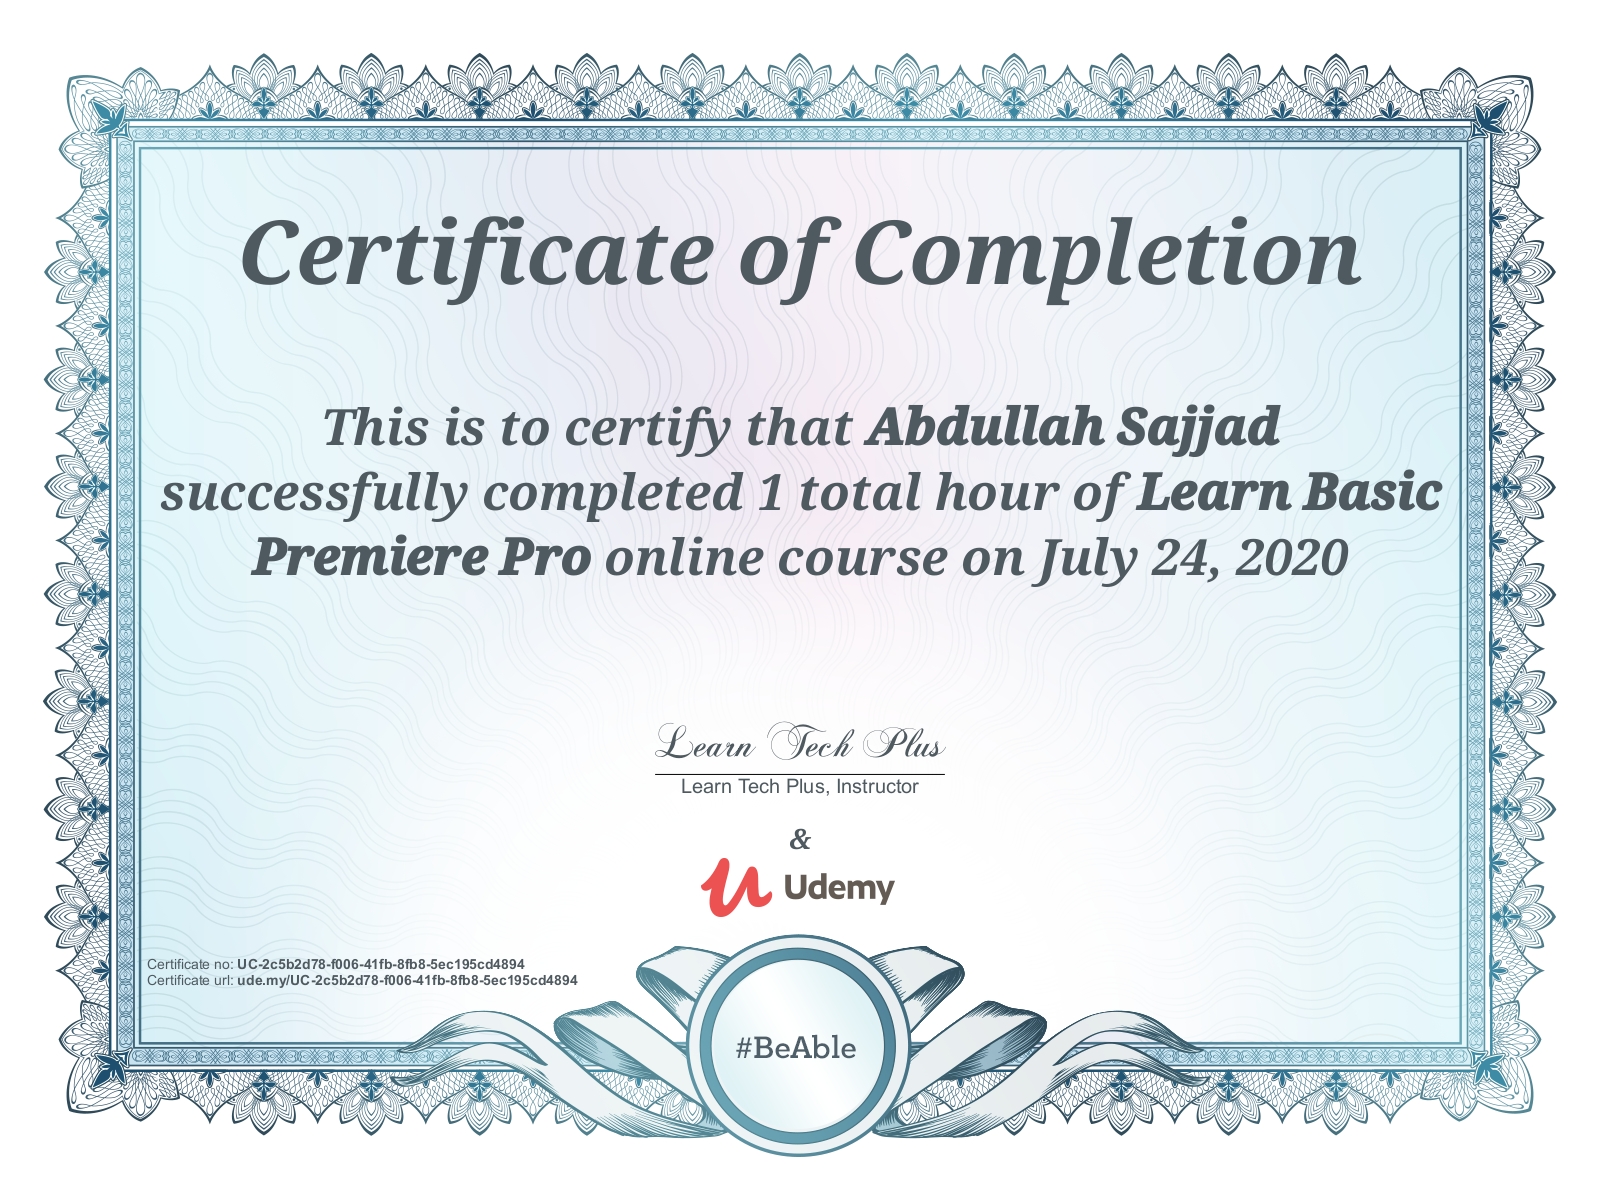 Certificate of Completion
This is to certify that Abdullah Sajjad
successfully completed 1 total hour of Learn Basic
Premiere Pro online course on July 24, 2020
Learn Tech Plus
Learn Tech Plus, Instructor
&
Udemy
Certificate no: UC-2c5b2d78-f006-41fb-8fb8-5ec195cd4894
Certificate url: ude.my/UC-2c5b2d78-f006-41fb-8fb8-5ec195cd4894
#BeAble